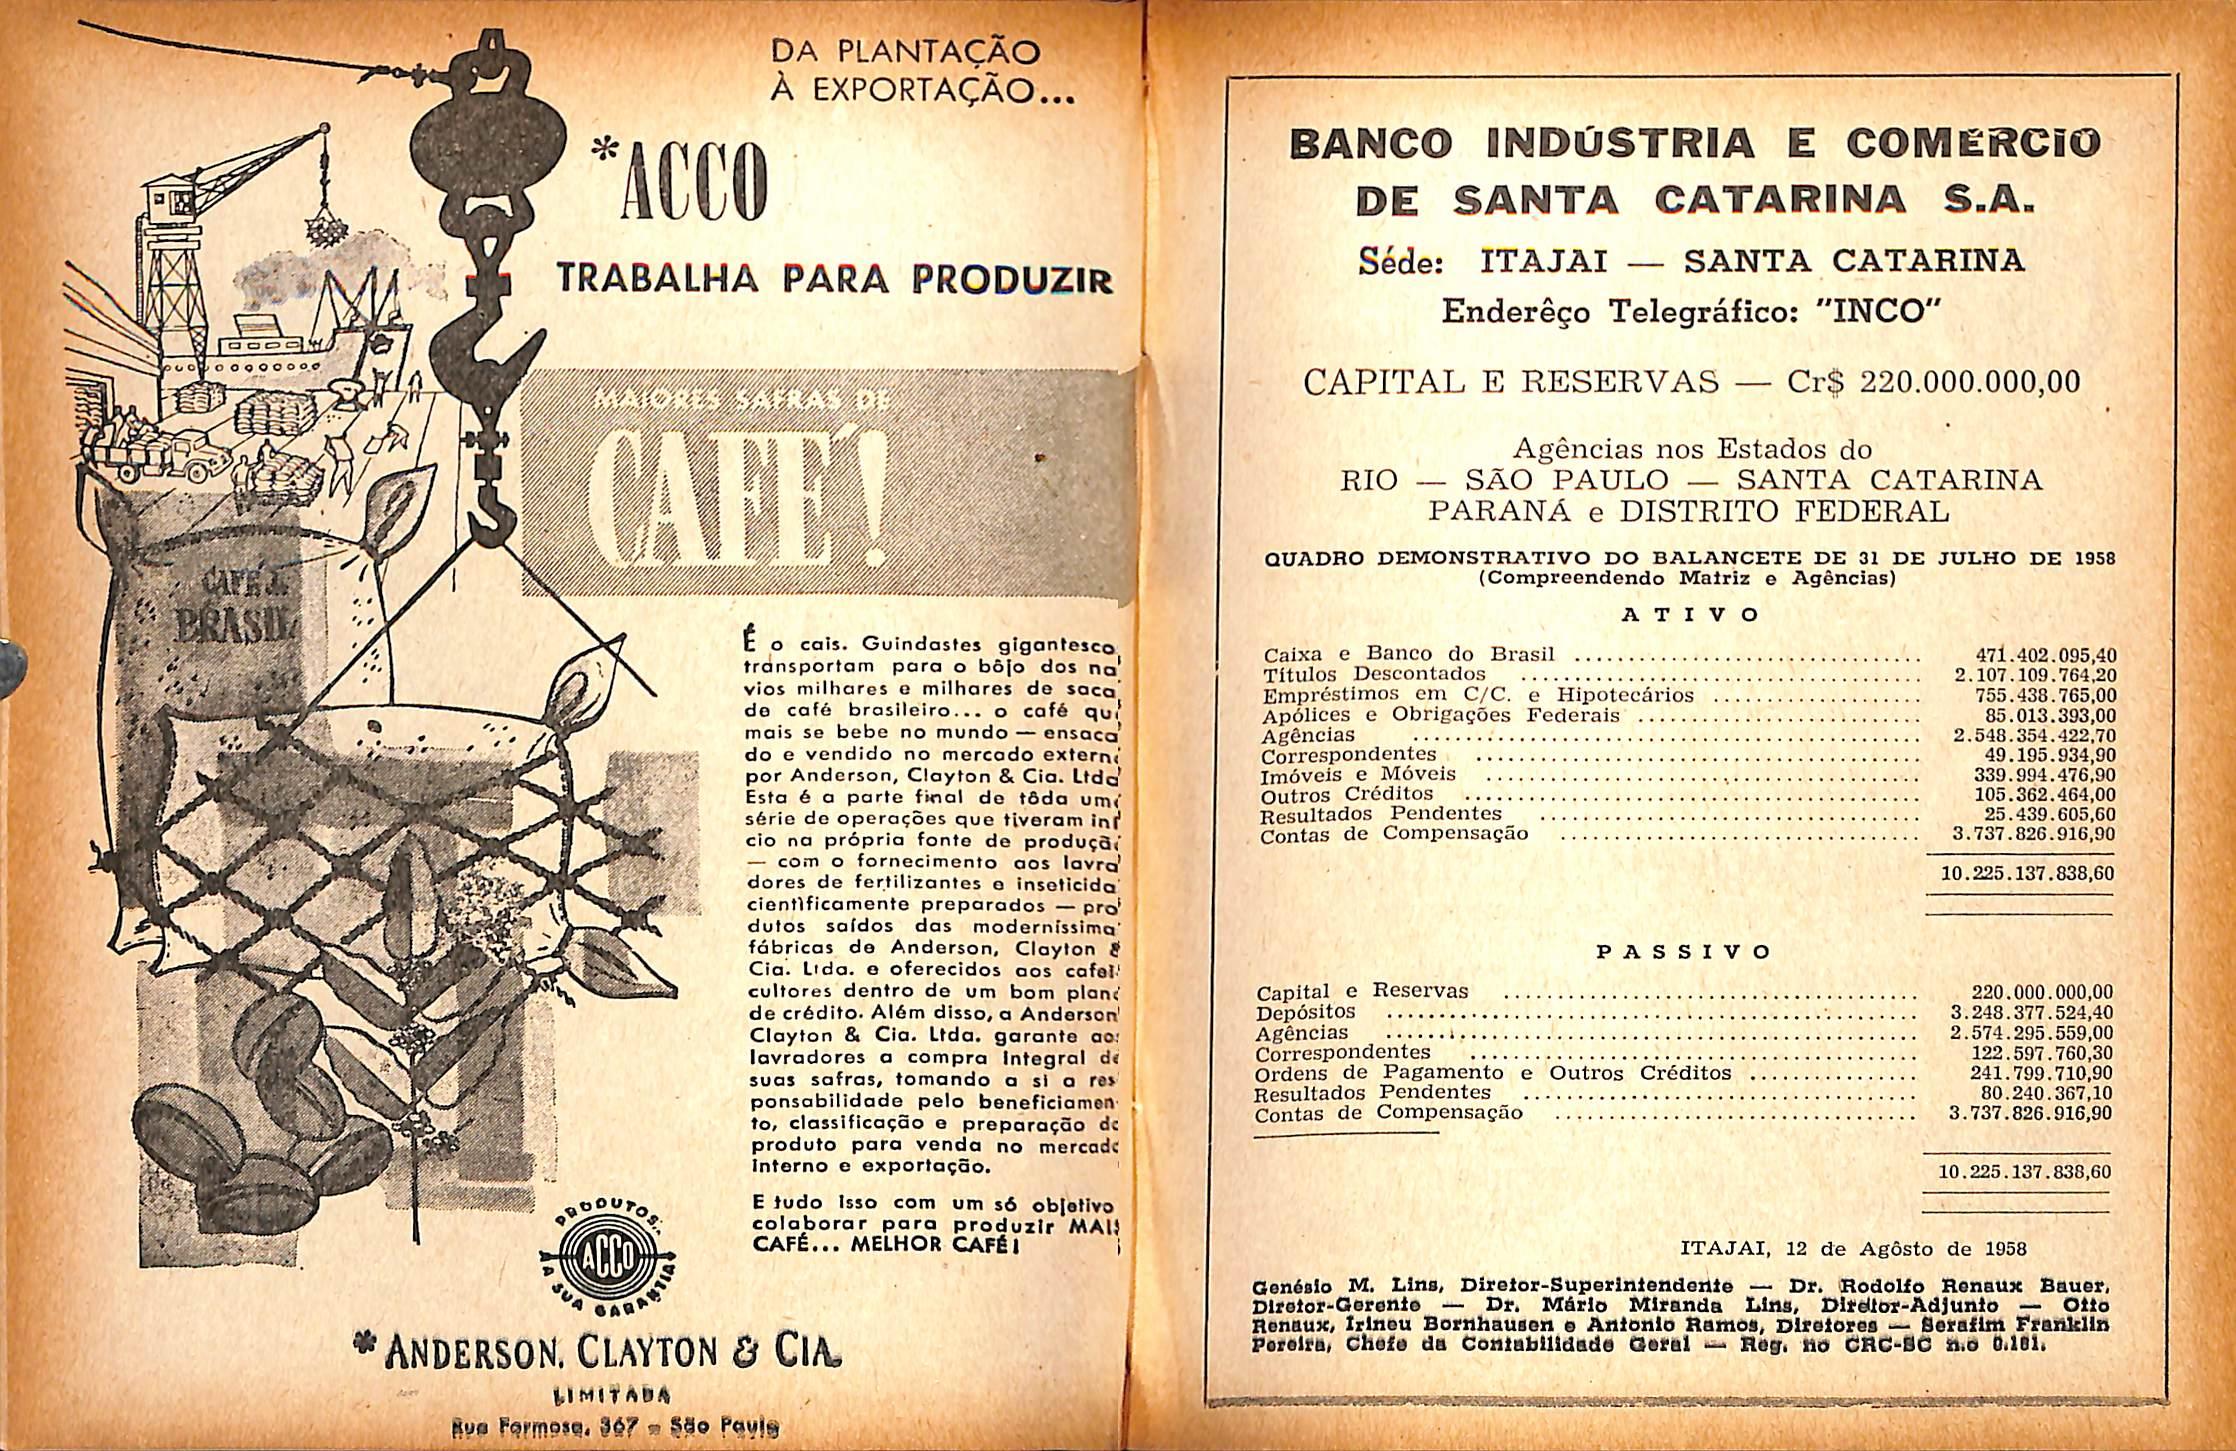 DA PLANTAÇÃO
À EXPORTAÇÃO...
*ACCO
TRABALHA PARA PRODUZIR
MAIORES SAFRAS DE
CAFÉ!
CAFÉ do
BRASIL
É o cais. Guindastes gigantesco
transportam para o bôjo dos na
vios milhares e milhares de saca
de café brasileiro... o café qu
mais se bebe no mundo — ensaca
do e vendido no mercado extern
por Anderson, Clayton & Cia. Ltda
Esta é a parte final de tôda um
série de operações que tiveram iní
cio na própria fonte de produçã
— com o fornecimento aos lavra
dores de fertilizantes e inseticida
cientìficamente preparados — pro
dutos saídos das moderníssima
fábricas de Anderson, Clayton &
Cia. Ltda. e oferecidos aos cafei
cultores dentro de um bom plan
de crédito. Além disso, a Anderson
Clayton & Cia. Ltda. garante ao
lavradores a compra integral d
suas safras, tomando a si a res
ponsabilidade pelo beneficiamen
to, classificação e preparação d
produto para venda no mercad
interno e exportação.
E tudo isso com um só objetivo
colaborar para produzir MAIS
CAFÉ... MELHOR CAFÉ!
PRODUTOS
ACCO
A SUA GARANTIA
*ANDERSON, CLAYTON & CIA.
LIMITADA
Rua Formosa, 367 - São Paulo
BANCO INDÚSTRIA E COMÉRCIO
DE SANTA CATARINA S.A.
Séde: ITAJAI — SANTA CATARINA
Enderêço Telegráfico: "INCO"
CAPITAL E RESERVAS — Cr$ 220.000.000,00
Agências nos Estados do
RIO — SÃO PAULO — SANTA CATARINA
PARANÁ e DISTRITO FEDERAL
QUADRO DEMONSTRATIVO DO BALANCETE DE 31 DE JULHO DE 1958
(Compreendendo Matriz e Agências)
ATIVO
Caixa e Banco do Brasil ........ 471.402.095,40
Títulos Descontados ........ 2.107.109.764,20
Empréstimos em C/C. e Hipotecários ........ 755.438.765,00
Apólices e Obrigações Federais ........ 85.013.393,00
Agências ........ 2.548.354.422,70
Correspondentes ........ 49.195.934,90
Imóveis e Móveis ........ 339.994.476,90
Outros Créditos ........ 105.362.464,00
Resultados Pendentes ........ 25.439.605,60
Contas de Compensação ........ 3.737.826.916,90
10.225.137.838,60
PASSIVO
Capital e Reservas ........ 220.000.000,00
Depósitos ........ 3.248.377.524,40
Agências ........ 2.574.295.559,00
Correspondentes ........ 122.597.760,30
Ordens de Pagamento e Outros Créditos ........ 241.799.710,90
Resultados Pendentes ........ 80.240.367,10
Contas de Compensação ........ 3.737.826.916,90
10.225.137.838,60
ITAJAI, 12 de Agôsto de 1958
Genésio M. Lins, Diretor-Superintendente — Dr. Rodolfo Renaux Bauer,
Diretor-Gerente — Dr. Mário Miranda Lins, Diretor-Adjunto — Otto
Renaux, Irineu Bornhausen e Antonio Ramos, Diretores — Serafim Franklin
Pereira, Chefe da Contabilidade Geral — Reg. no CRC-SC n.o 0.181.